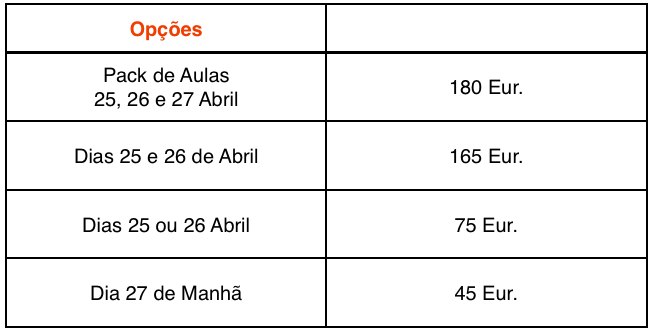 Opções
Pack de Aulas
25, 26 e 27 Abril
180 Eur.
Dias 25 e 26 de Abril
165 Eur.
Dias 25 ou 26 Abril
75 Eur.
Dia 27 de Manhã
45 Eur.